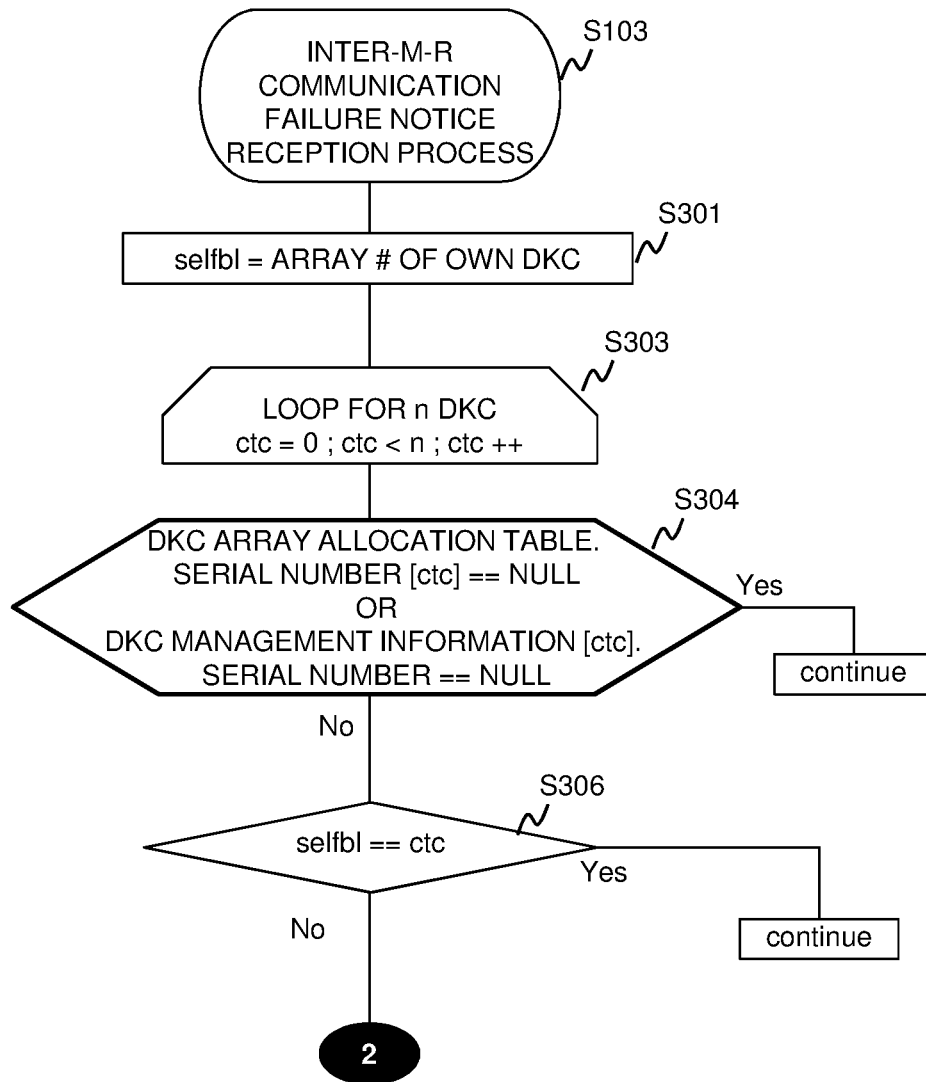 S103
INTER-M-R
COMMUNICATION
FAILURE NOTICE
RECEPTION PROCESS
S301
selfbl = ARRAY # OF OWN DKC
S303
LOOP FOR n DKC
ctc = 0 ; ctc < n ; ctc ++
S304
DKC ARRAY ALLOCATION TABLE.
SERIAL NUMBER [ctc] == NULL
OR
DKC MANAGEMENT INFORMATION [ctc].
SERIAL NUMBER == NULL
Yes
continue
No
S306
selfbl == ctc
Yes
continue
No
2